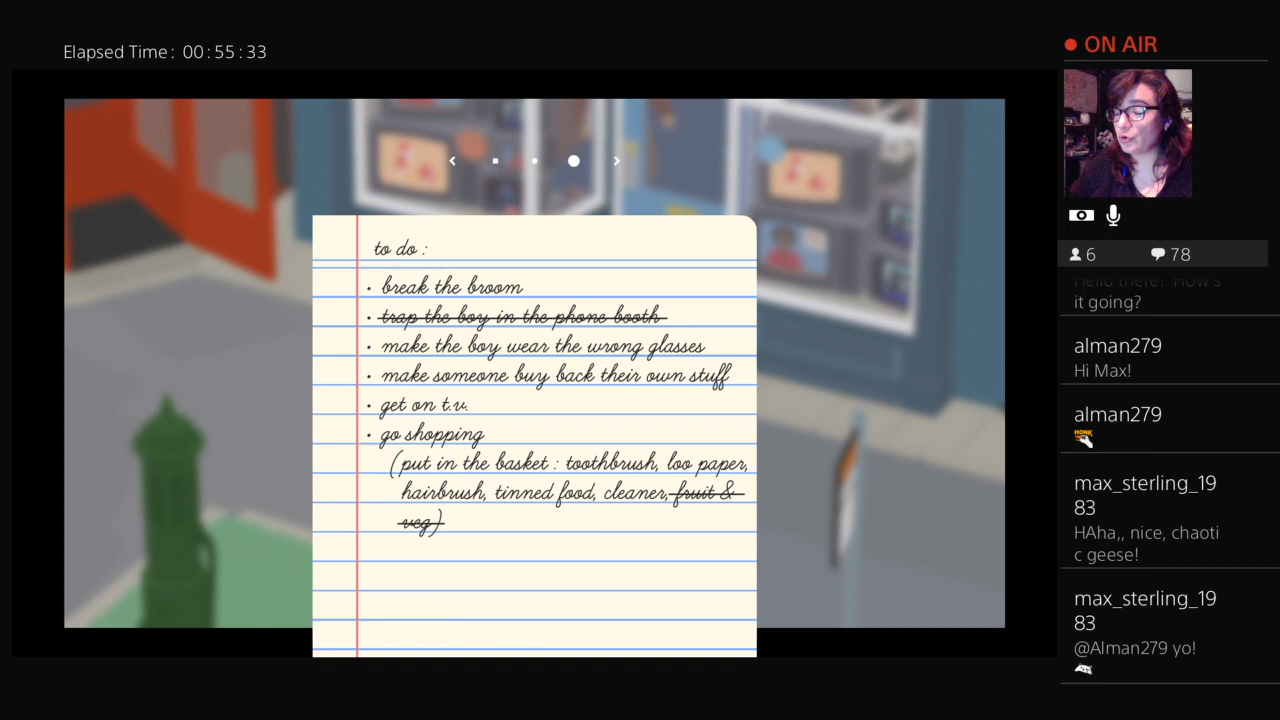 Elapsed Time: 00:55:33
ON AIR
6
78
Hello there! How's
it going?
alman279
Hi Max!
alman279
HONK
max_sterling_19
83
HAha,, nice, chaoti
c geese!
max_sterling_19
83
@Alman279 yo!
to do :
• break the broom
• trap the boy in the phone booth
• make the boy wear the wrong glasses
• make someone buy back their own stuff
• get on t.v.
• go shopping
(put in the basket : toothbrush, loo paper,
hairbrush, tinned food, cleaner, fruit &
veg)